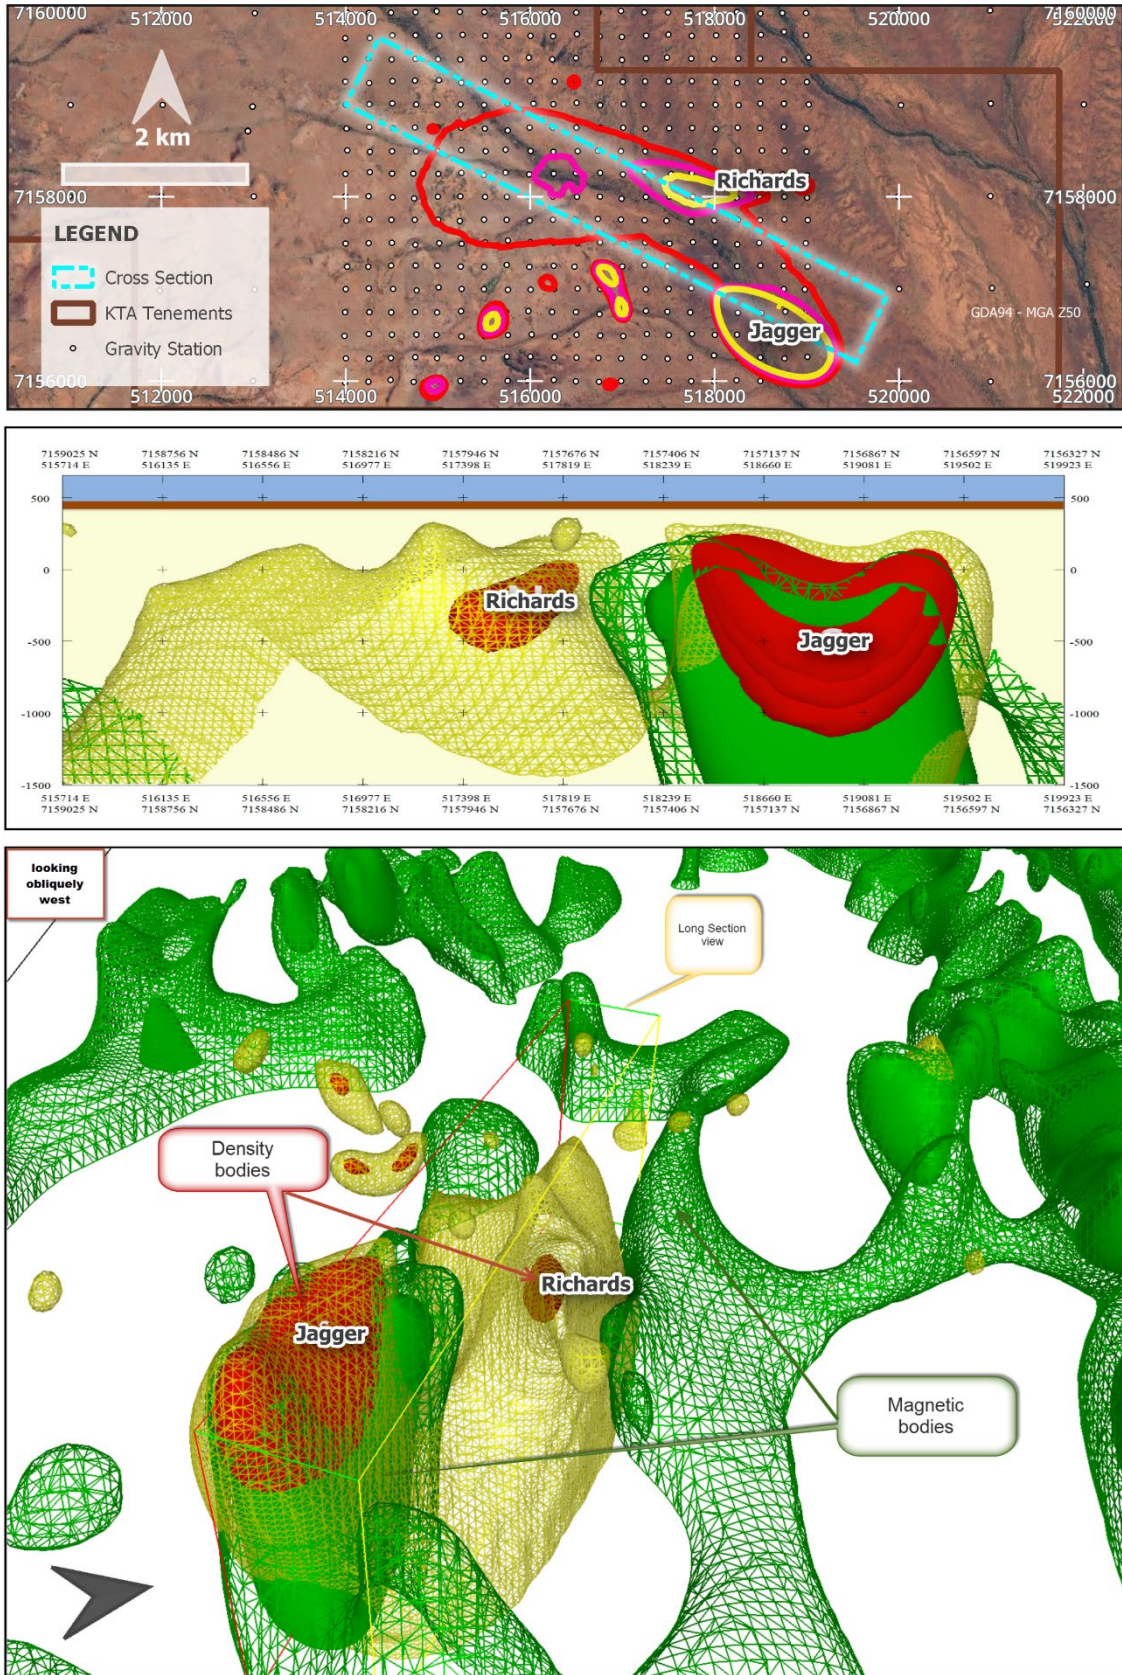 7160000
512000
514000
516000
518000
520000
7160000
522000
2 km
7158000
7158000
LEGEND
Cross Section
KTA Tenements
Gravity Station
Richards
Jagger
GDA94 - MGA Z50
7156000
512000
514000
516000
518000
520000
7156000
522000
7159025 N 7158756 N 7158486 N 7158216 N 7157946 N 7157676 N 7157406 N 7157137 N 7156867 N 7156597 N 7156327 N
515714 E 516135 E 516556 E 516977 E 517398 E 517819 E 518239 E 518660 E 519081 E 519502 E 519923 E
500 500
0 0
Richards
-500 -500
Jagger
-1000 -1000
-1500 -1500
515714 E 516135 E 516556 E 516977 E 517398 E 517819 E 518239 E 518660 E 519081 E 519502 E 519923 E
7159025 N 7158756 N 7158486 N 7158216 N 7157946 N 7157676 N 7157406 N 7157137 N 7156867 N 7156597 N 7156327 N
looking
obliquely
west
Long Section
view
Density
bodies
Richards
Jagger
Magnetic
bodies